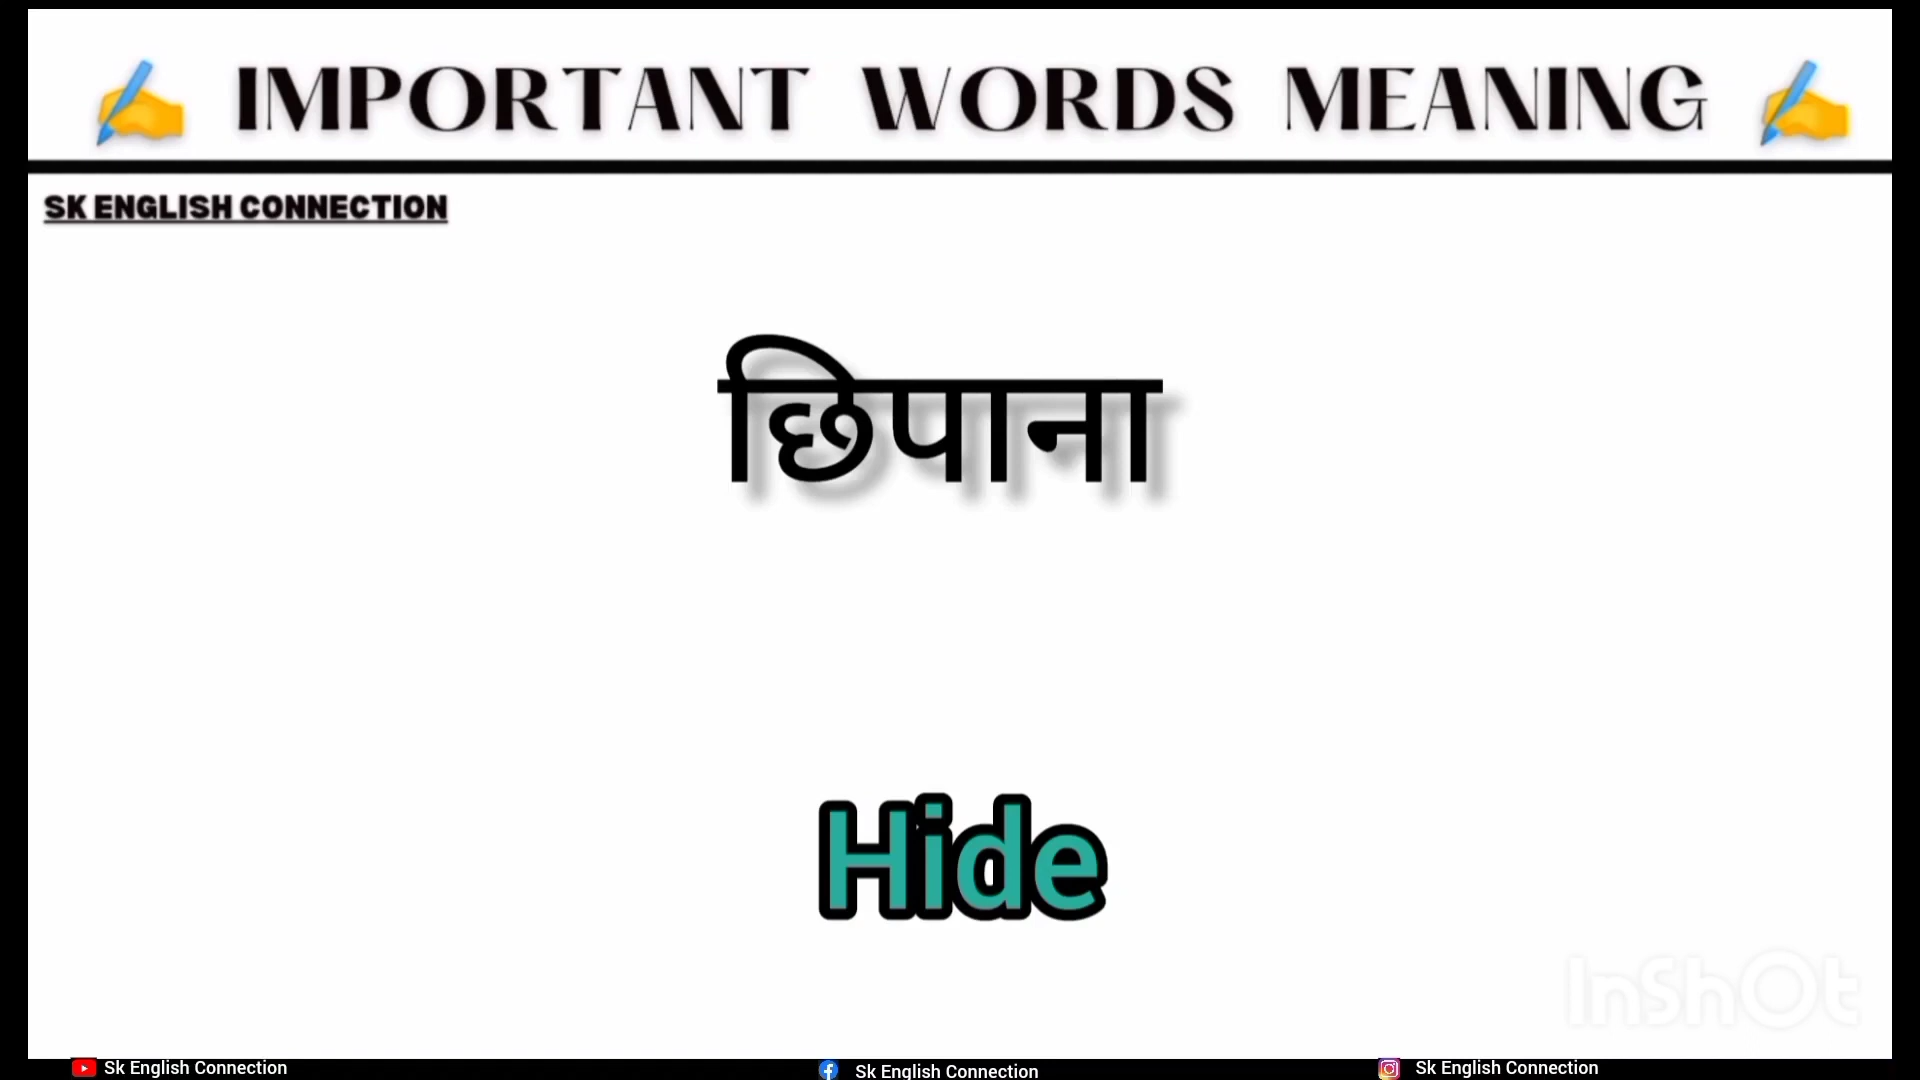 IMPORTANT WORDS MEANING
SK ENGLISH CONNECTION
छिपाना
Hide
InShOt
Sk English Connection
Sk English Connection
Sk English Connection